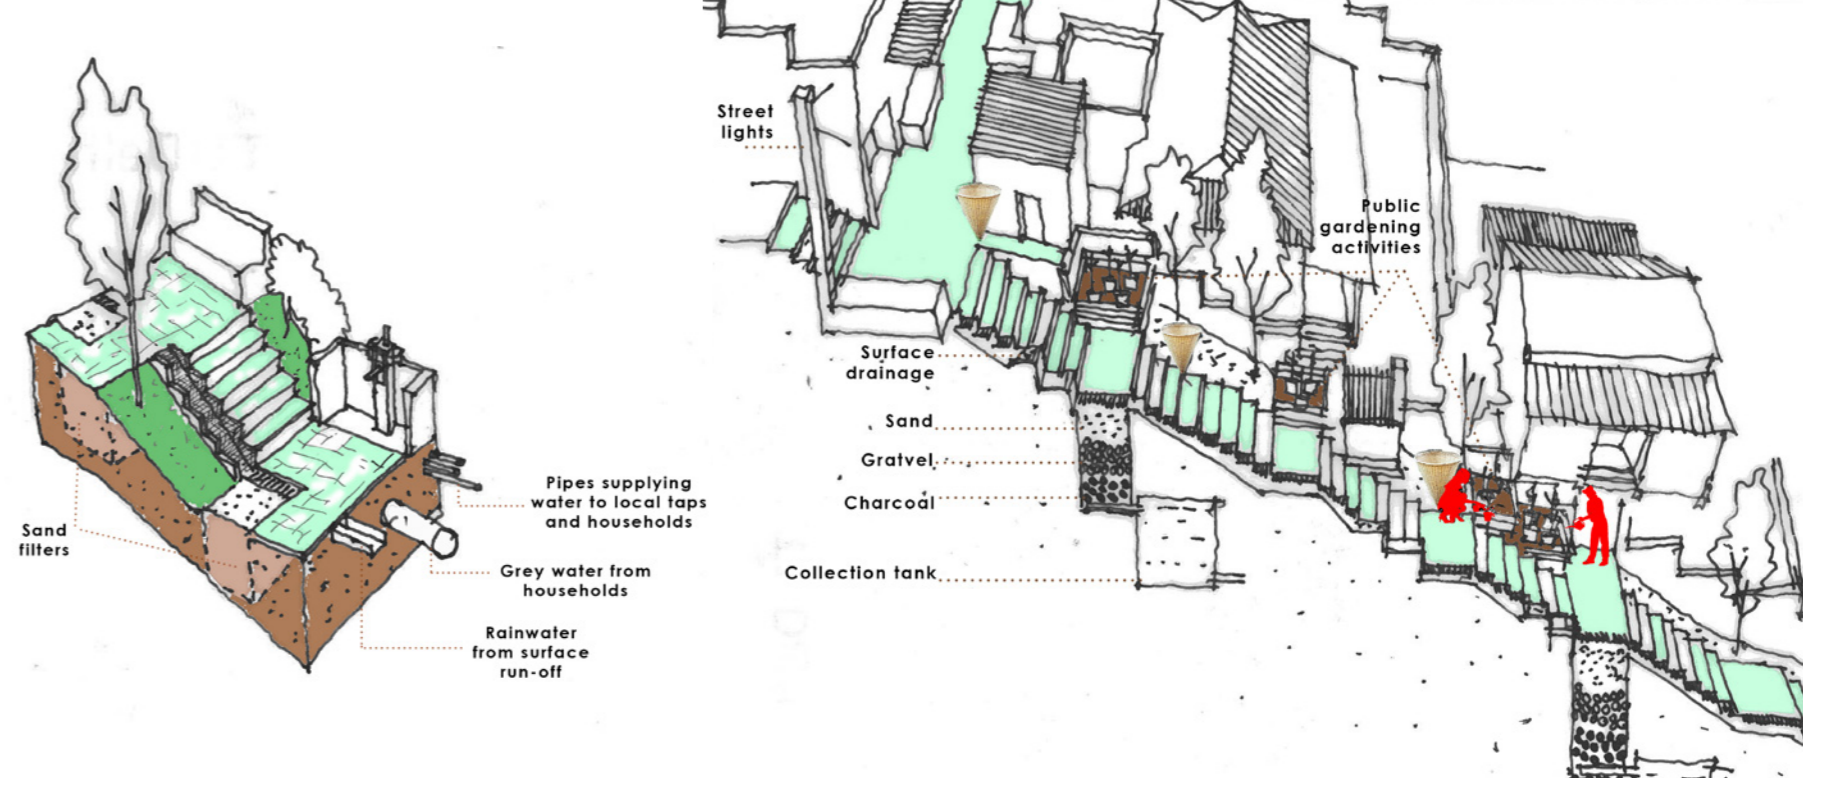 Sand
filters
Pipes supplying
water to local taps
and households
Grey water from
households
Rainwater
from surface
run-off
Street
lights
Public
gardening
activities
Surface
drainage
Sand
Gratvel
Charcoal
Collection tank